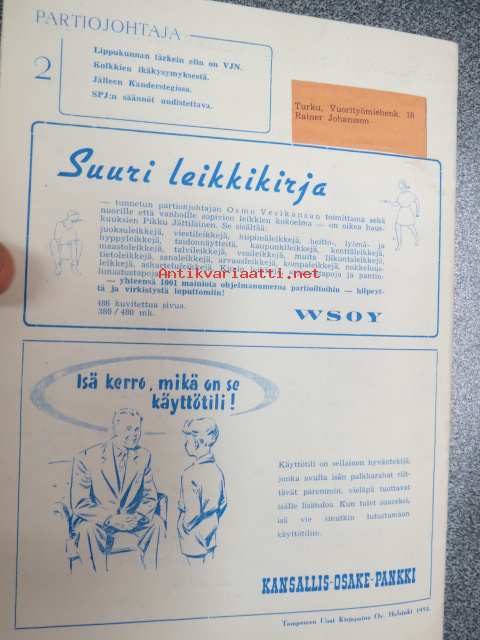 PARTIOJOHTAJA
2
Lippukunnan tärkein elin on VJN.
Kolkkien ikäkysymyksestä.
Jälleen Kanderstegissa.
SPJ:n säännöt uudistettava.
Turku, Vuorityömiehenk. 18
Rainer Johansson
Suuri leikkikirja
— tunnetun partionjohtajan Osmo Vesikansan toimittama sekä
nuorille että vanhoille sopivien leikkien kokoelma — on oikea haus-
kuuksien Pikku Jättiläinen. Se sisältää:
juoksuleikkejä, viestileikkejä, hiipimäleikkejä, heitto-, lyömä- ja
hyppyleikkejä, taidonnäytteitä, kaupunkileikkejä, kenttäleikkejä,
maastoleikkejä, talvileikkejä, vesileikkejä, muita liikuntaleikkejä,
tietoleikkejä, sanaleikkejä, arvausleikkejä, kompaleikkejä, nokkeluus-
leikkejä, askarteluleikkejä
lunastustapoja
Antikvariaatti.net
— yhteensä 1001 mainiota ohjelmanumeroa partioiltoihin — hilpeyt-
tä ja virkistystä loputtomiin!
486 kuvitettua sivua.
380/480 mk.
WSOY
Isä kerro, mikä on se
käyttötili!
Käyttötili on sellainen hyväntekijä,
jonka avulla isän palkkarahat riit-
tävät paremmin, vieläpä tuottavat
isälle lisätuloa. Kun tulet suureksi,
isä vie sinutkin tutustumaan
käyttötiliin.
KANSALLIS-OSAKE-PANKKI
Tampereen Uusi Kirjapaino Oy. Helsinki 1952.